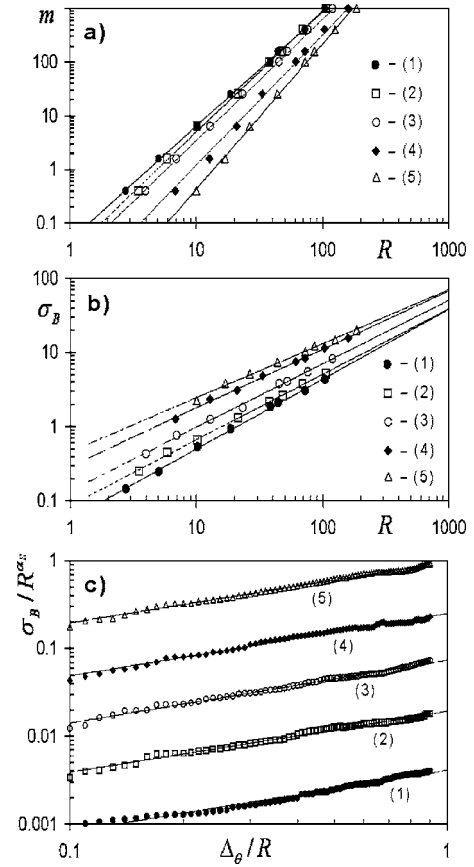 m
a)
100
10
1
0.1
● – (1)
□ – (2)
○ – (3)
◆ – (4)
△ – (5)
1 10 100 1000
R
σ_B
b)
100
10
1
0.1
● – (1)
□ – (2)
○ – (3)
◆ – (4)
△ – (5)
1 10 100 1000
R
σ_B / R^α_S
c)
1
0.1
0.01
0.001
(5)
(4)
(3)
(2)
(1)
0.1 1
Δ_θ / R